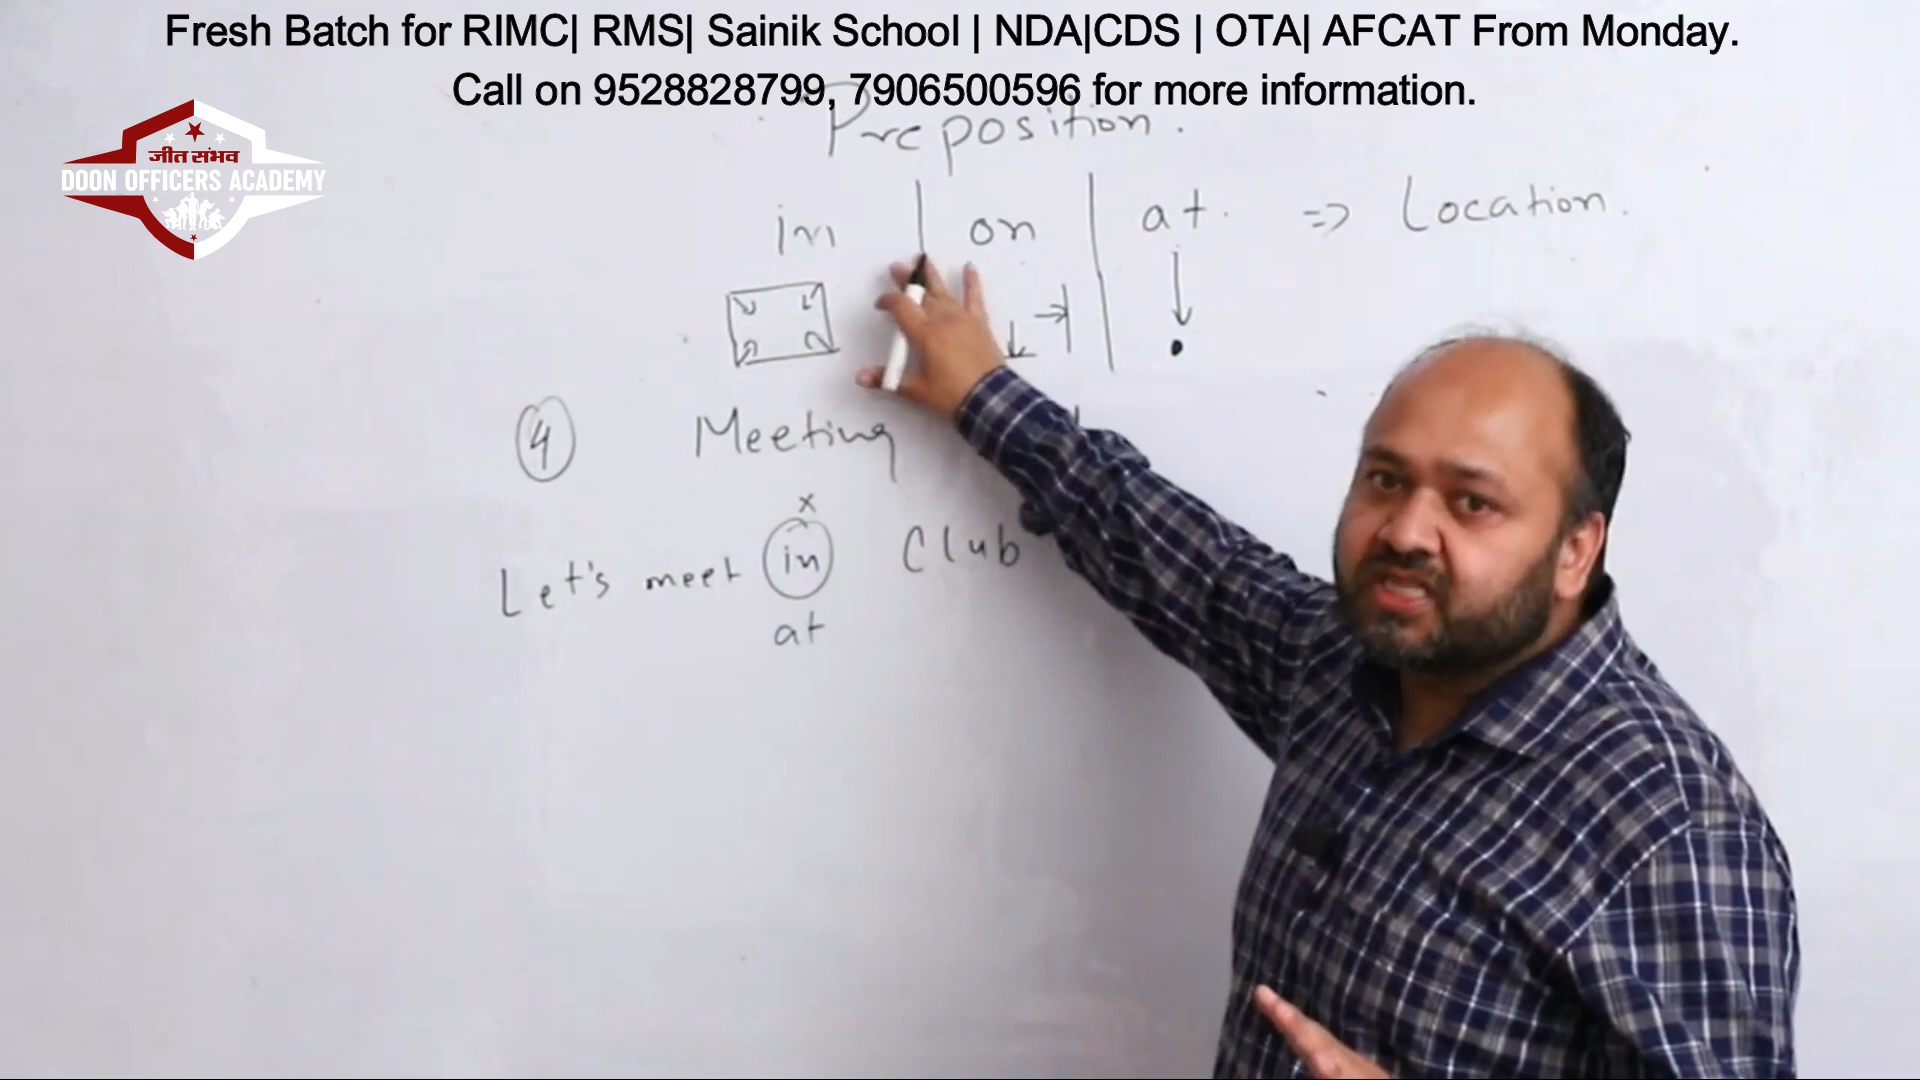 Fresh Batch for RIMC| RMS| Sainik School | NDA|CDS | OTA| AFCAT From Monday.
Call on 9528828799, 7906500596 for more information.
जीत संभव
DOON OFFICERS ACADEMY
Preposition.
in | on | at. => Location.
4 Meeting
x
Let's meet in Club
at